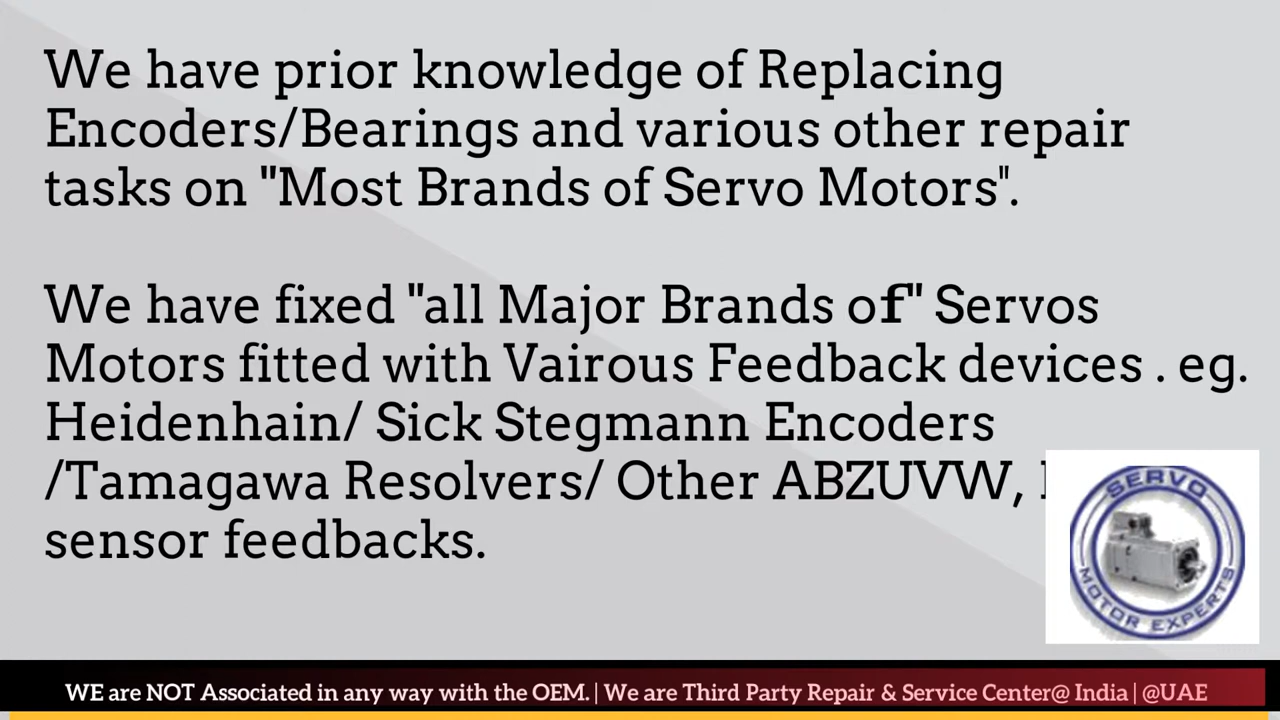 We have prior knowledge of Replacing
Encoders/Bearings and various other repair
tasks on "Most Brands of Servo Motors".
We have fixed "all Major Brands of" Servos
Motors fitted with Vairous Feedback devices . eg.
Heidenhain/ Sick Stegmann Encoders
/Tamagawa Resolvers/ Other ABZUVW,
sensor feedbacks.
SERVO
MOTOR EXPERTS
WE are NOT Associated in any way with the OEM. | We are Third Party Repair & Service Center@ India | @UAE